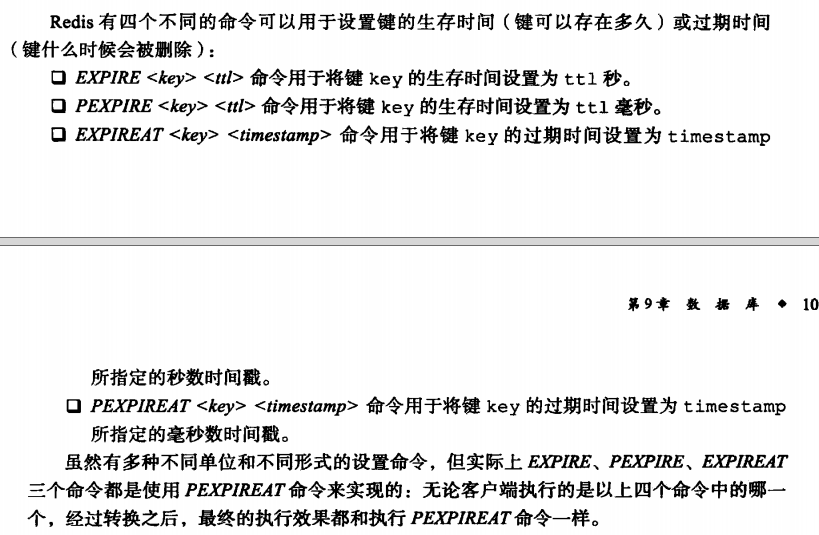 Redis 有四个不同的命令可以用于设置键的生存时间（键可以存在多久）或过期时间
（键什么时候会被删除）：
❑ EXPIRE <key> <ttl> 命令用于将键 key 的生存时间设置为 ttl 秒。
❑ PEXPIRE <key> <ttl> 命令用于将键 key 的生存时间设置为 ttl 毫秒。
❑ EXPIREAT <key> <timestamp> 命令用于将键 key 的过期时间设置为 timestamp
第 9 章 数 据 库 ◆ 10
所指定的秒数时间戳。
❑ PEXPIREAT <key> <timestamp> 命令用于将键 key 的过期时间设置为 timestamp
所指定的毫秒数时间戳。
虽然有多种不同单位和不同形式的设置命令，但实际上 EXPIRE、PEXPIRE、EXPIREAT
三个命令都是使用 PEXPIREAT 命令来实现的：无论客户端执行的是以上四个命令中的哪一
个，经过转换之后，最终的执行效果都和执行 PEXPIREAT 命令一样。